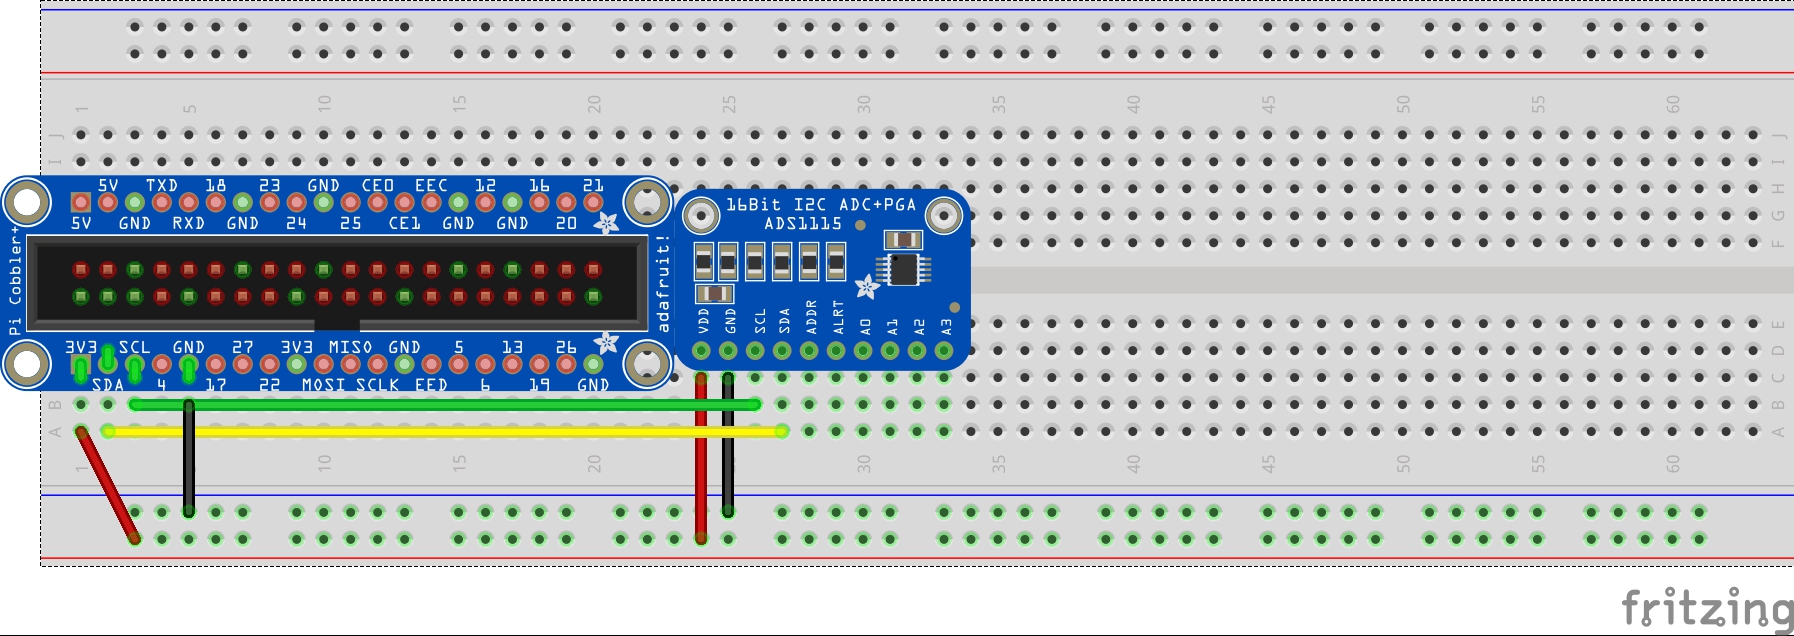 1 5 10 15 20 25 30 35 40 45 50 55 60
J J
I I
H
G
F
Pi Cobbler+
5V TXD 18 23 GND CE0 EEC 12 16 21
5V GND RXD GND 24 25 CE1 GND GND 20
adafruit!
3V3 SCL GND 27 3V3 MISO GND 5 13 26
SDA 4 17 22 MOSI SCLK EED 6 19 GND
16Bit I2C ADC+PGA
ADS1115
VDD GND SCL SDA ADDR ALRT A0 A1 A2 A3
E
D
C
B B
A A
1 10 15 20 25 30 35 40 45 50 55 60
fritzing